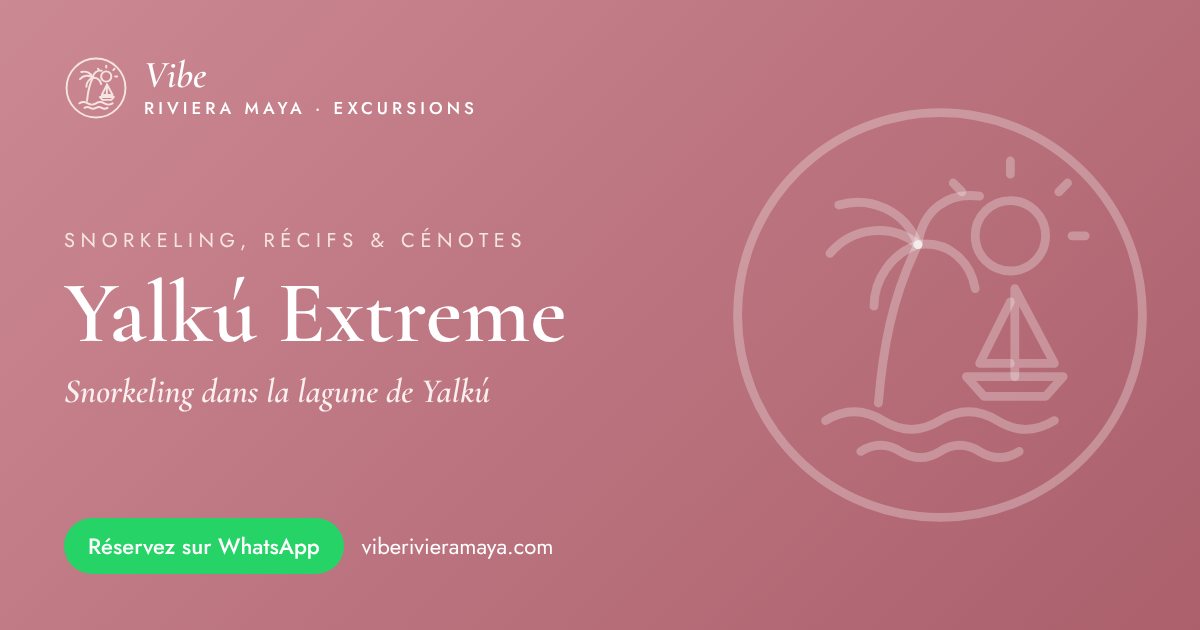 Vibe
RIVIERA MAYA · EXCURSIONS
SNORKELING, RÉCIFS & CÉNOTES
Yalkú Extreme
Snorkeling dans la lagune de Yalkú
Réservez sur WhatsApp
viberivieramaya.com